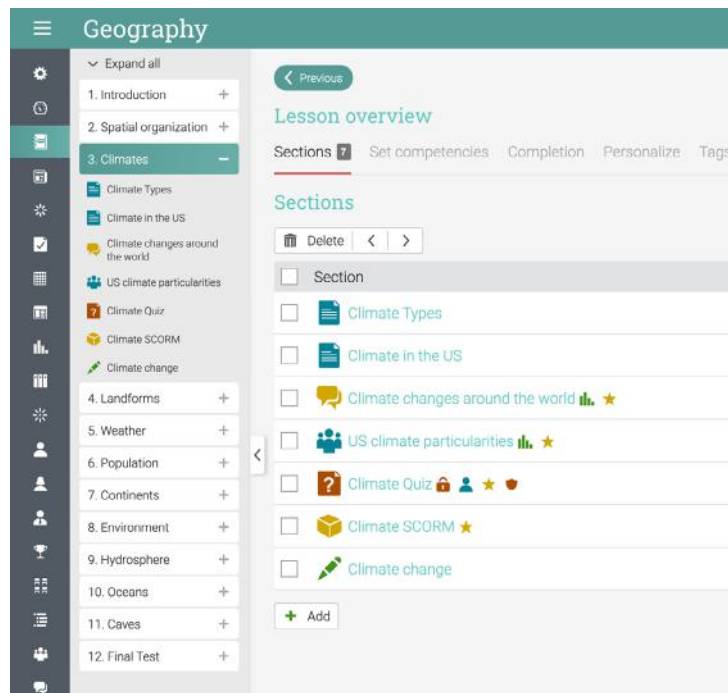 Geography
Expand all
1. Introduction
2. Spatial organization
3. Climates
Climate Types
Climate in the US
Climate changes around
the world
US climate particularities
Climate Quiz
Climate SCORM
Climate change
4. Landforms
5. Weather
6. Population
7. Continents
8. Environment
9. Hydrosphere
10. Oceans
11. Caves
12. Final Test
Previous
Lesson overview
Sections 7 Set competencies Completion Personalize Tags
Sections
Delete
Section
Climate Types
Climate in the US
Climate changes around the world
US climate particularities
Climate Quiz
Climate SCORM
Climate change
Add